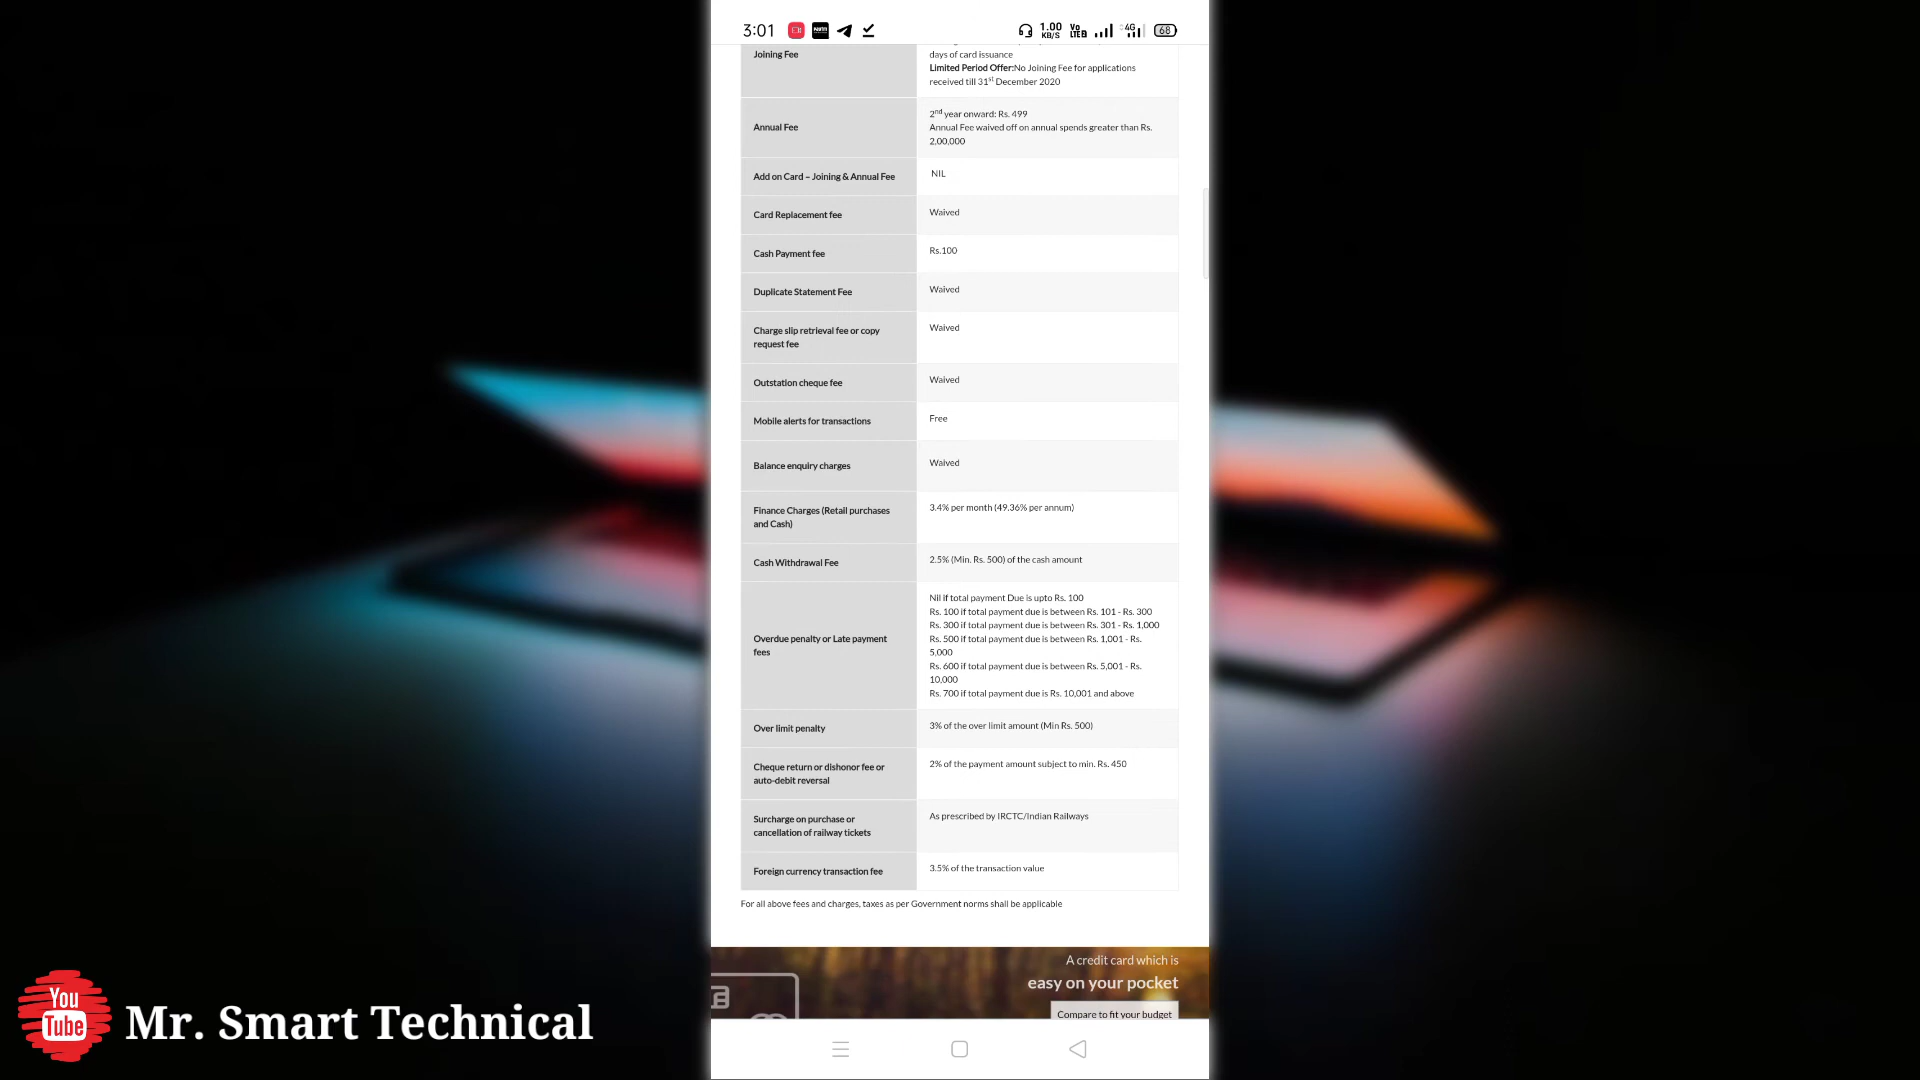 3:01
1.00
KB/S
Vo
LTE
4G
68
Joining Fee
days of card issuance
Limited Period Offer:No Joining Fee for applications
received till 31st December 2020
Annual Fee
2nd year onward: Rs. 499
Annual Fee waived off on annual spends greater than Rs.
2,00,000
Add on Card – Joining & Annual Fee
NIL
Card Replacement fee
Waived
Cash Payment fee
Rs.100
Duplicate Statement Fee
Waived
Charge slip retrieval fee or copy
request fee
Waived
Outstation cheque fee
Waived
Mobile alerts for transactions
Free
Balance enquiry charges
Waived
Finance Charges (Retail purchases
and Cash)
3.4% per month (49.36% per annum)
Cash Withdrawal Fee
2.5% (Min. Rs. 500) of the cash amount
Overdue penalty or Late payment
fees
Nil if total payment Due is upto Rs. 100
Rs. 100 if total payment due is between Rs. 101 - Rs. 300
Rs. 300 if total payment due is between Rs. 301 - Rs. 1,000
Rs. 500 if total payment due is between Rs. 1,001 - Rs.
5,000
Rs. 600 if total payment due is between Rs. 5,001 - Rs.
10,000
Rs. 700 if total payment due is Rs. 10,001 and above
Over limit penalty
3% of the over limit amount (Min Rs. 500)
Cheque return or dishonor fee or
auto-debit reversal
2% of the payment amount subject to min. Rs. 450
Surcharge on purchase or
cancellation of railway tickets
As prescribed by IRCTC/Indian Railways
Foreign currency transaction fee
3.5% of the transaction value
For all above fees and charges, taxes as per Government norms shall be applicable
A credit card which is
easy on your pocket
Compare to fit your budget
You
Tube
Mr. Smart Technical